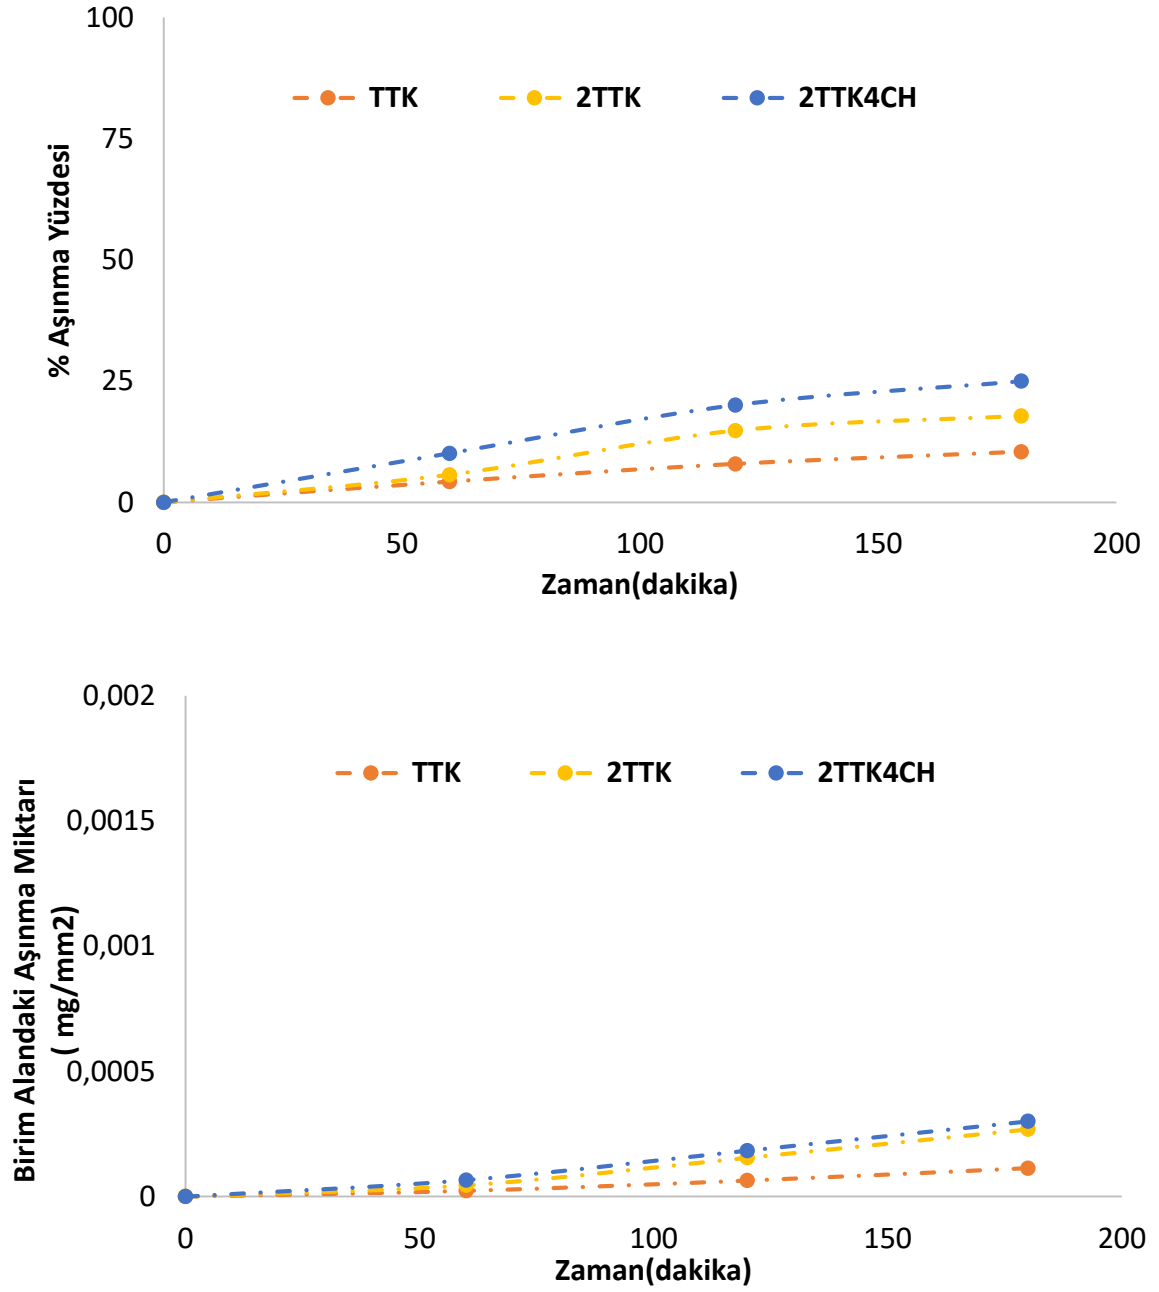 100
TTK 2TTK 2TTK4CH
75
% Aşınma Yüzdesi
50
25
0
0 50 100 150 200
Zaman(dakika)
0,002
TTK 2TTK 2TTK4CH
0,0015
Birim Alandaki Aşınma Miktarı
( mg/mm2)
0,001
0,0005
0
0 50 100 150 200
Zaman(dakika)